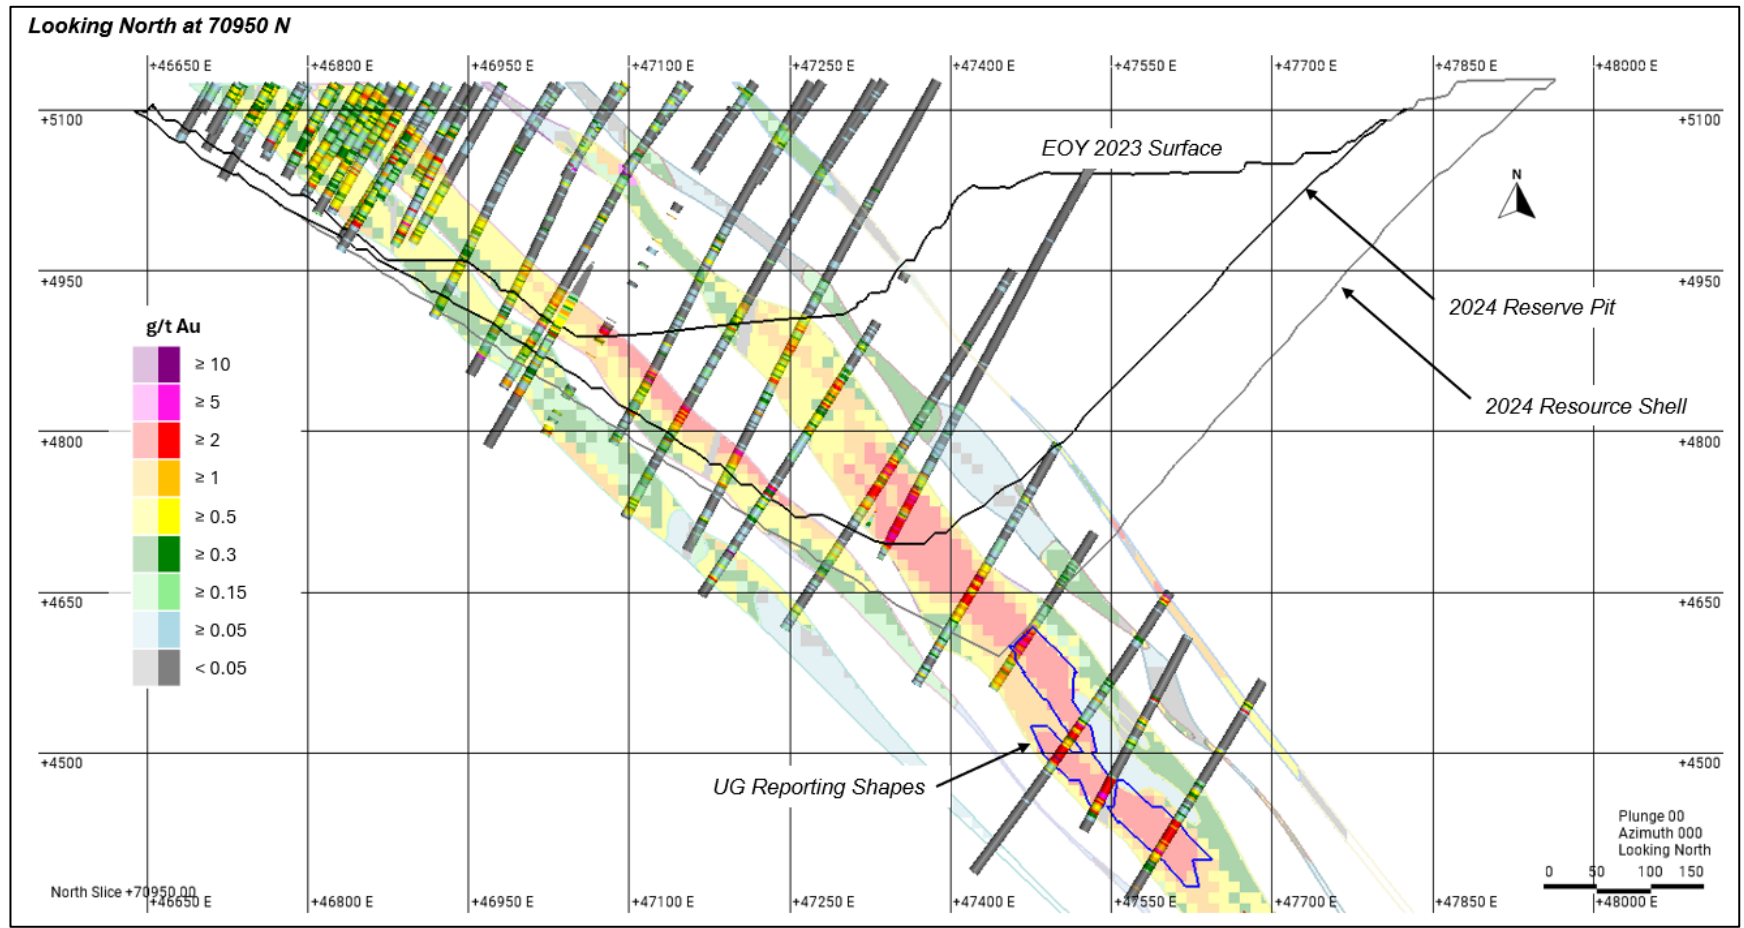 Looking North at 70950 N
+46650 E +46800 E +46950 E +47100 E +47250 E +47400 E +47550 E +47700 E +47850 E +48000 E
+5100 +5100
EOY 2023 Surface
N
+4950 +4950
2024 Reserve Pit
g/t Au
≥ 10
≥ 5
2024 Resource Shell
≥ 2
+4800 +4800
≥ 1
≥ 0.5
≥ 0.3
≥ 0.15
+4650 +4650
≥ 0.05
< 0.05
+4500 +4500
UG Reporting Shapes
Plunge 00
Azimuth 000
Looking North
0 50 100 150
North Slice +70950.00
+46650 E +46800 E +46950 E +47100 E +47250 E +47400 E +47550 E +47700 E +47850 E +48000 E